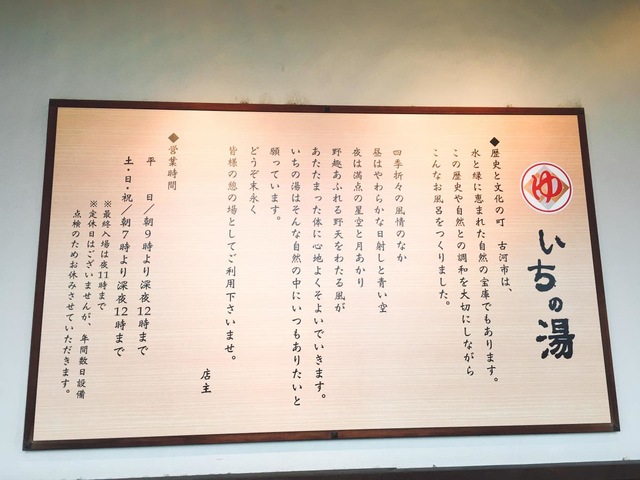 ゆ
いちの湯
◆歴史と文化の町 古河市は、
水と緑に恵まれた自然の宝庫でもあります。
この歴史や自然との調和を大切にしながら
こんなお風呂をつくりました。
四季折々の風情のなか
昼はやわらかな日射しと青い空
夜は満点の星空と月あかり
野趣あふれる野天をわたる風が
あたたまった体に心地よくそよいでいきます。
いちの湯はそんな自然の中にいつもありたいと
願っています。
どうぞ末永く
皆様の憩の場としてご利用下さいませ。
店主
◆営業時間
平 日/朝9時より深夜12時まで
土・日・祝/朝7時より深夜12時まで
※最終入場は夜11時まで
※定休日はございませんが、年間数日設備
点検のためお休みさせていただきます。